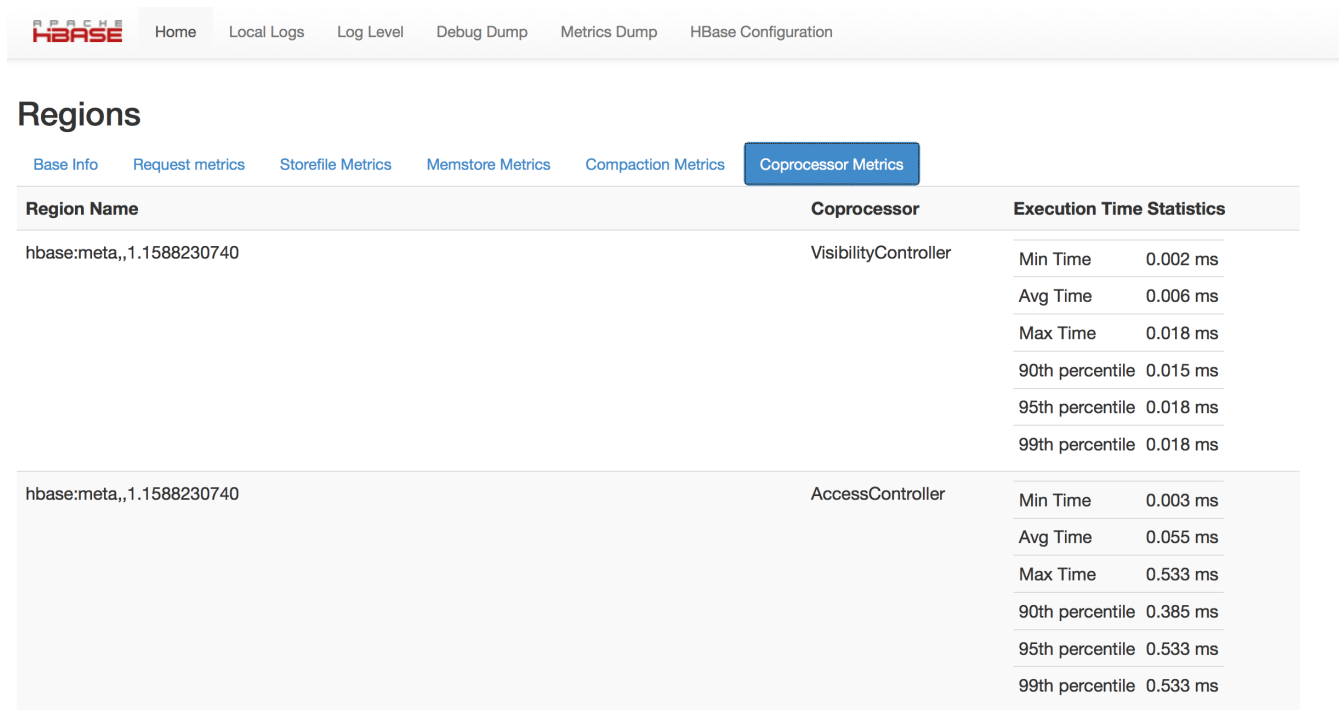 APACHE
HBASE
Home Local Logs Log Level Debug Dump Metrics Dump HBase Configuration
Regions
Base Info Request metrics Storefile Metrics Memstore Metrics Compaction Metrics Coprocessor Metrics
Region Name Coprocessor Execution Time Statistics
hbase:meta,,1.1588230740 VisibilityController
Min Time 0.002 ms
Avg Time 0.006 ms
Max Time 0.018 ms
90th percentile 0.015 ms
95th percentile 0.018 ms
99th percentile 0.018 ms
hbase:meta,,1.1588230740 AccessController
Min Time 0.003 ms
Avg Time 0.055 ms
Max Time 0.533 ms
90th percentile 0.385 ms
95th percentile 0.533 ms
99th percentile 0.533 ms